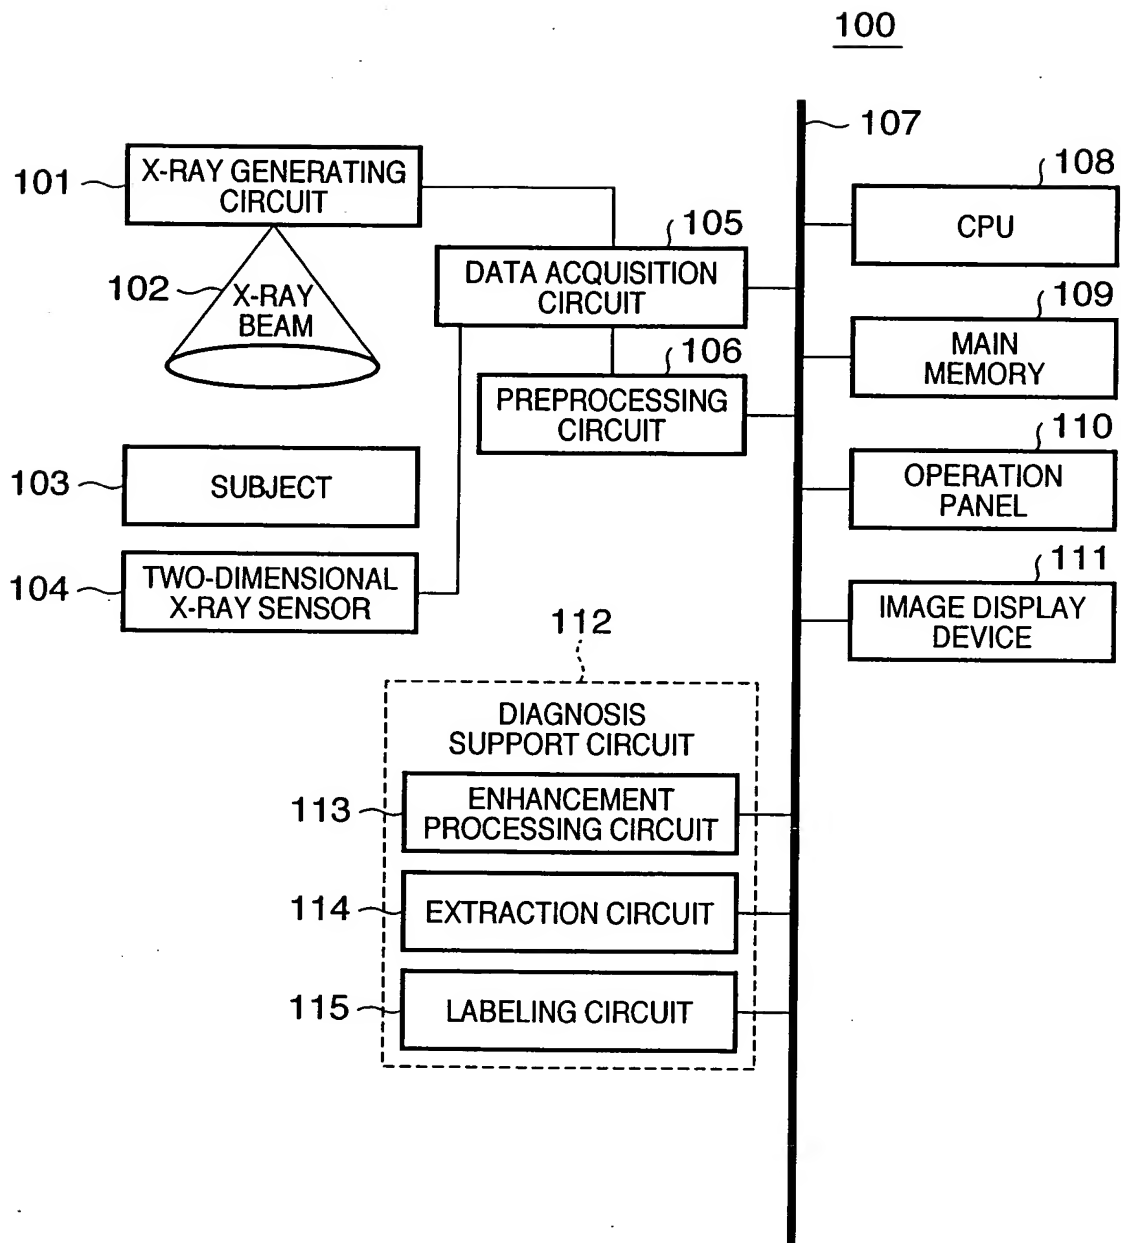 100
107
101
X-RAY GENERATING
CIRCUIT
108
CPU
105
DATA ACQUISITION
CIRCUIT
102
X-RAY
BEAM
109
MAIN
MEMORY
106
PREPROCESSING
CIRCUIT
103
SUBJECT
110
OPERATION
PANEL
104
TWO-DIMENSIONAL
X-RAY SENSOR
111
IMAGE DISPLAY
DEVICE
112
DIAGNOSIS
SUPPORT CIRCUIT
113
ENHANCEMENT
PROCESSING CIRCUIT
114
EXTRACTION CIRCUIT
115
LABELING CIRCUIT